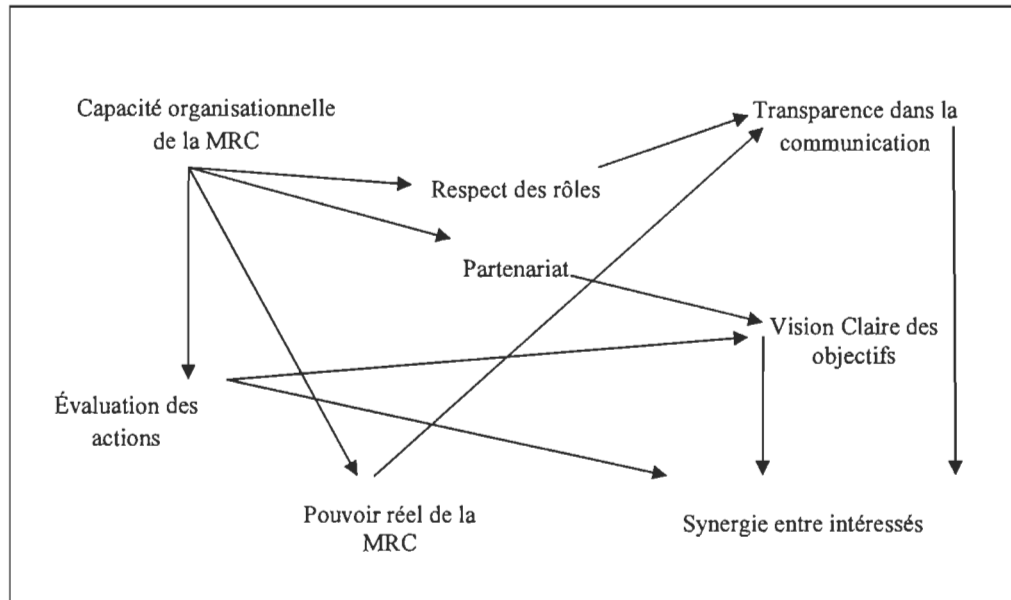 Capacité organisationnelle
de la MRC
Transparence dans la
communication
Respect des rôles
Partenariat
Vision Claire des
objectifs
Évaluation des
actions
Pouvoir réel de la
MRC
Synergie entre intéressés